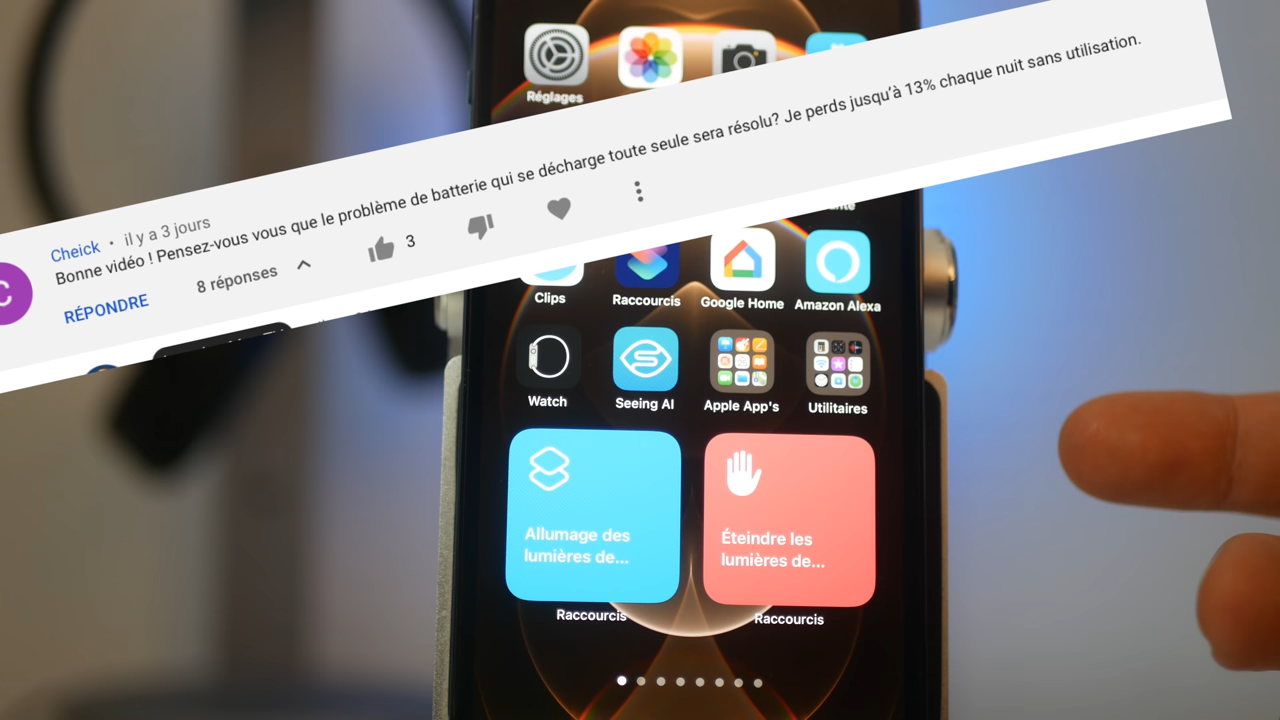 Réglages
Cheick • il y a 3 jours
Bonne vidéo ! Pensez-vous vous que le problème de batterie qui se décharge toute seule sera résolu? Je perds jusqu'à 13% chaque nuit sans utilisation.
RÉPONDRE
8 réponses
3
C
Clips
Raccourcis
Google Home
Amazon Alexa
Watch
Seeing AI
Apple App's
Utilitaires
Allumage des
lumières de...
Éteindre les
lumières de...
Raccourcis
Raccourcis